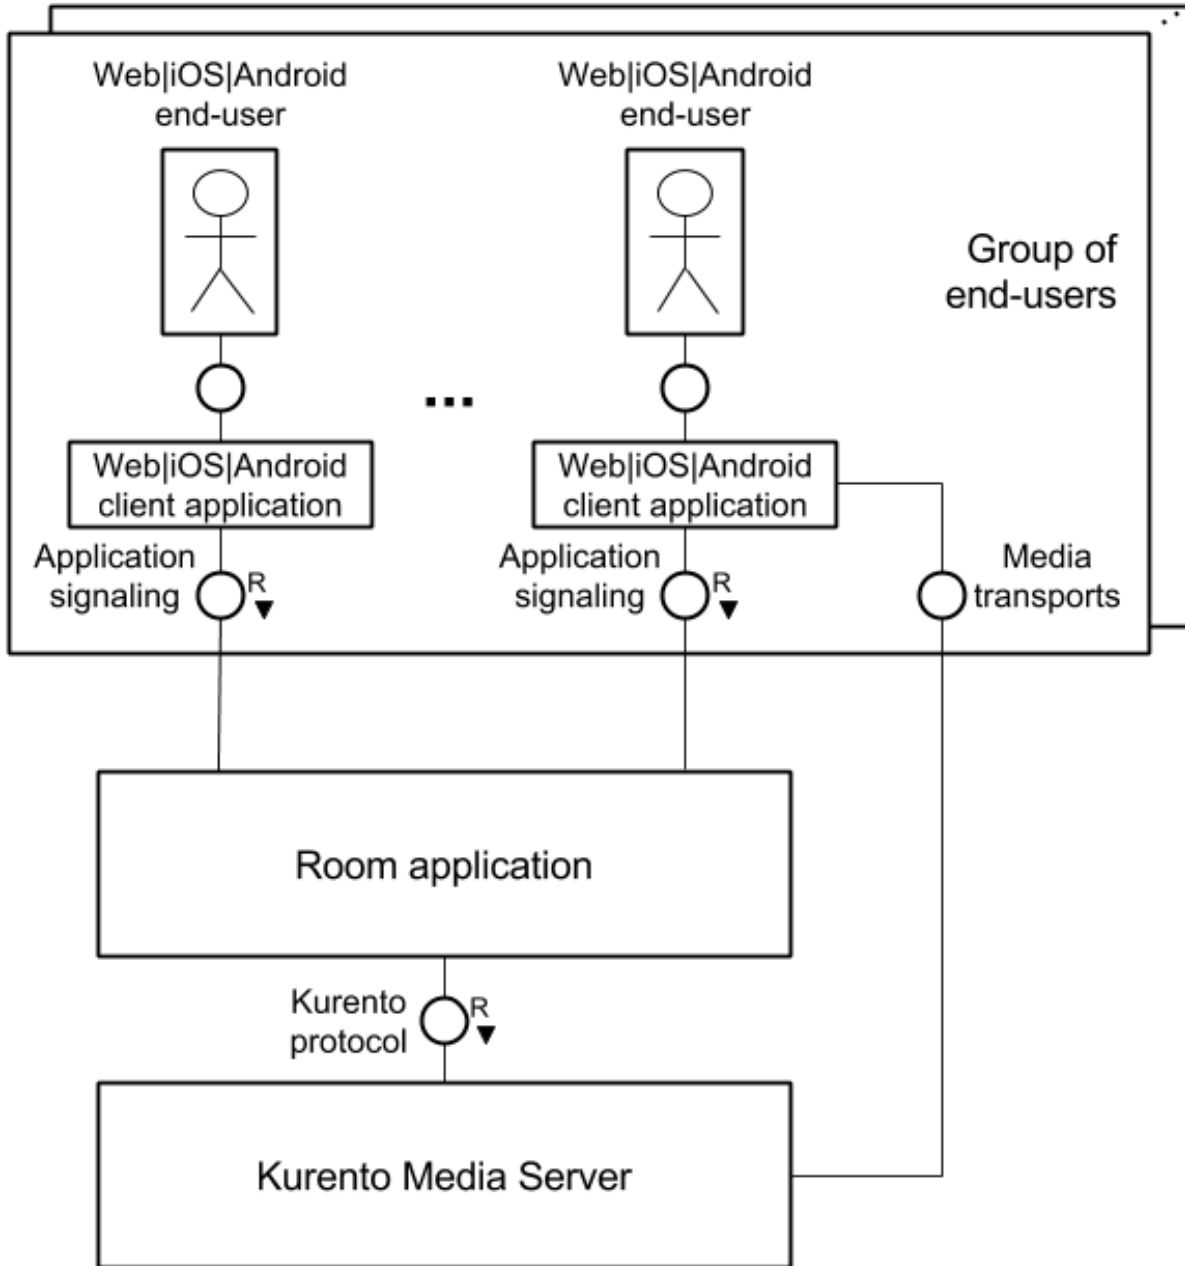 Web|iOS|Android
end-user
Web|iOS|Android
end-user
Group of
end-users
...
Web|iOS|Android
client application
Web|iOS|Android
client application
Application
signaling
R
Application
signaling
R
Media
transports
Room application
Kurento
protocol
R
Kurento Media Server